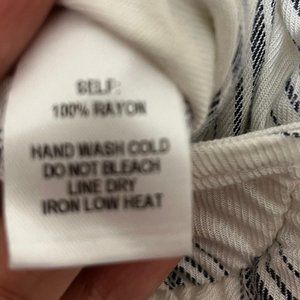 SELF:
100% RAYON
HAND WASH COLD
DO NOT BLEACH
LINE DRY
IRON LOW HEAT